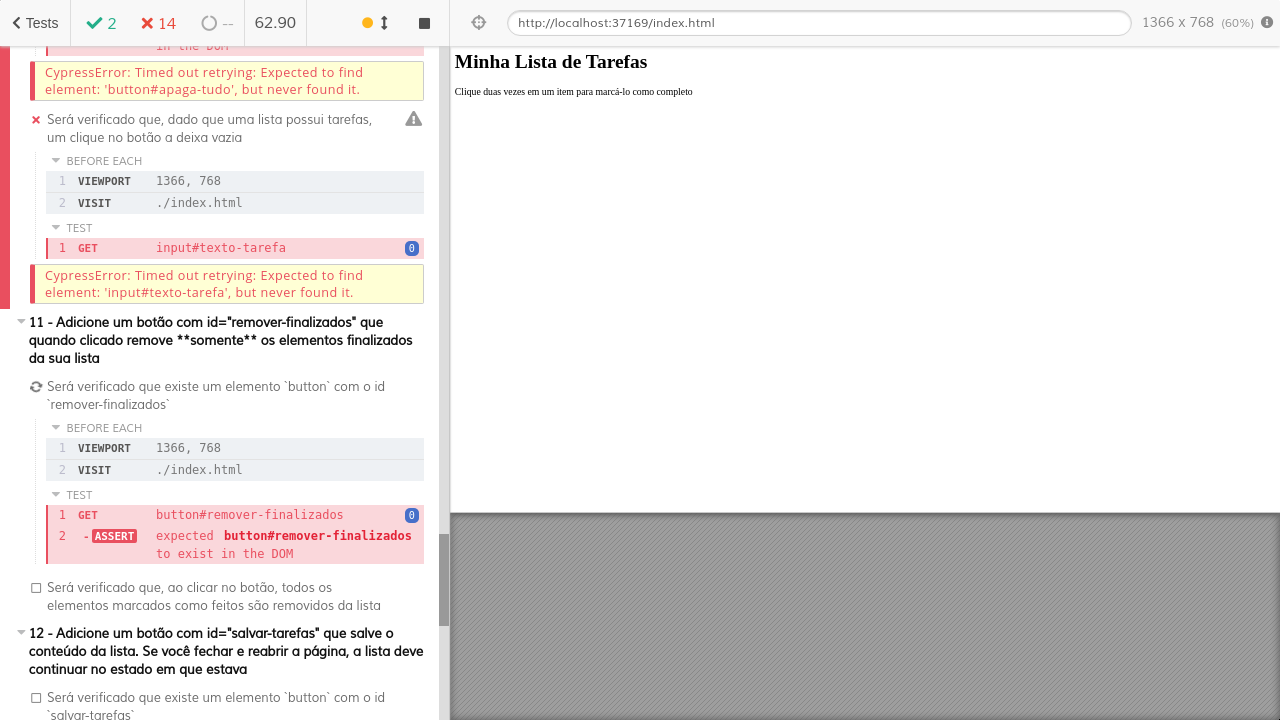 Tests
2
14
--
62.90
http://localhost:37169/index.html
1366 x 768 (60%)
in the DOM
CypressError: Timed out retrying: Expected to find
element: 'button#apaga-tudo', but never found it.
Será verificado que, dado que uma lista possui tarefas,
um clique no botão a deixa vazia
BEFORE EACH
1 VIEWPORT 1366, 768
2 VISIT ./index.html
TEST
1 GET input#texto-tarefa 0
CypressError: Timed out retrying: Expected to find
element: 'input#texto-tarefa', but never found it.
11 - Adicione um botão com id="remover-finalizados" que
quando clicado remove **somente** os elementos finalizados
da sua lista
Será verificado que existe um elemento `button` com o id
`remover-finalizados`
BEFORE EACH
1 VIEWPORT 1366, 768
2 VISIT ./index.html
TEST
1 GET button#remover-finalizados 0
2 -ASSERT expected button#remover-finalizados
to exist in the DOM
Será verificado que, ao clicar no botão, todos os
elementos marcados como feitos são removidos da lista
12 - Adicione um botão com id="salvar-tarefas" que salve o
conteúdo da lista. Se você fechar e reabrir a página, a lista deve
continuar no estado em que estava
Será verificado que existe um elemento `button` com o id
`salvar-tarefas`
Minha Lista de Tarefas
Clique duas vezes em um item para marcá-lo como completo